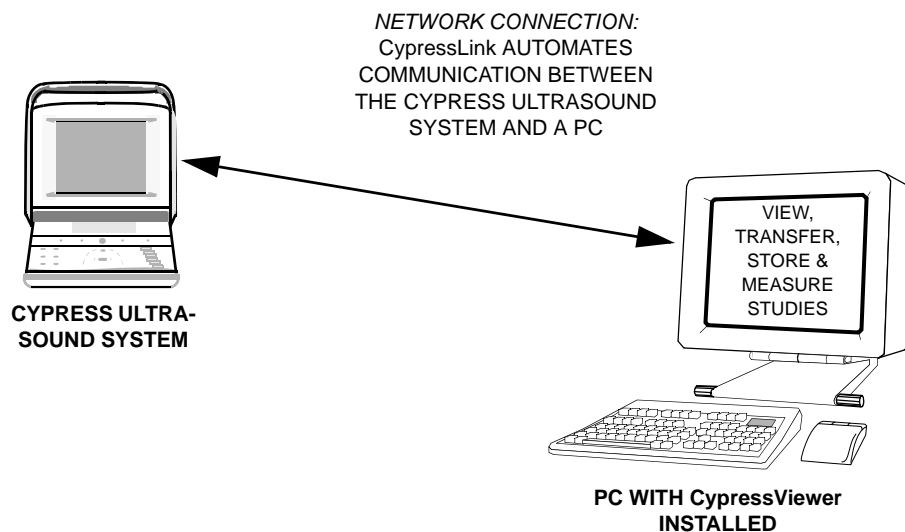 NETWORK CONNECTION:
CypressLink AUTOMATES
COMMUNICATION BETWEEN
THE CYPRESS ULTRASOUND
SYSTEM AND A PC
VIEW,
TRANSFER,
STORE &
MEASURE
STUDIES
CYPRESS ULTRA-
SOUND SYSTEM
PC WITH CypressViewer
INSTALLED